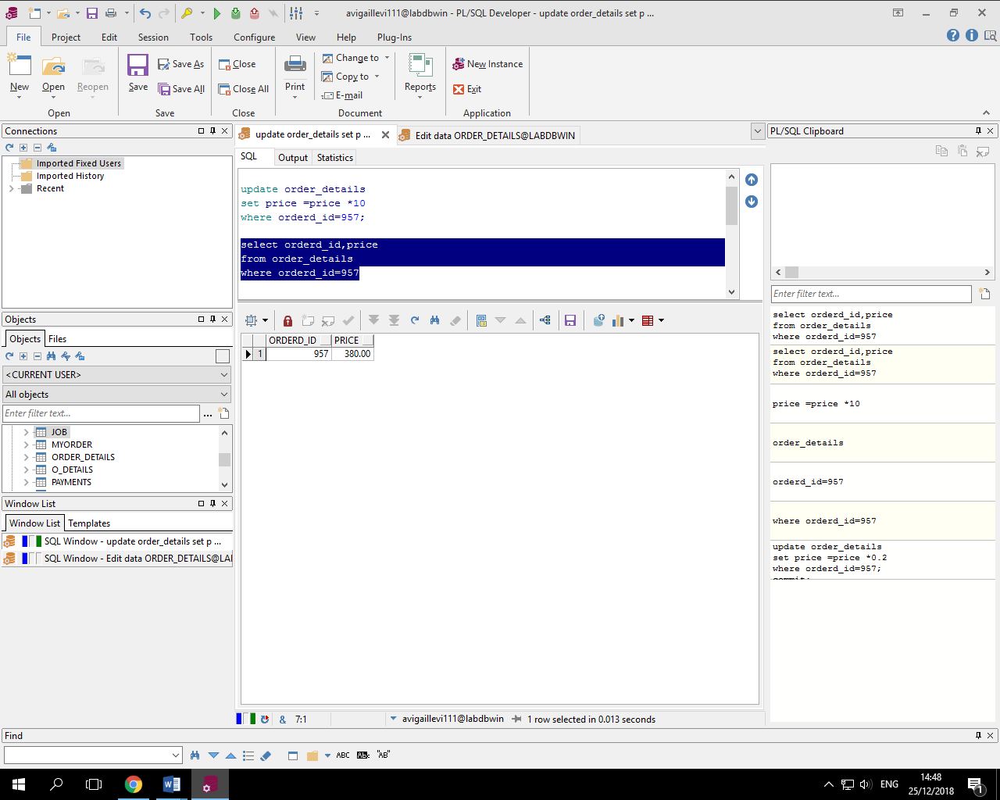 avigaillevi111@labdbwin - PL/SQL Developer - update order_details set p ...
File Project Edit Session Tools Configure View Help Plug-Ins
New Open Reopen Save Save As Save All Close Close All Print Change to Copy to E-mail Reports New Instance Exit
Open Save Close Document Application
Connections
Imported Fixed Users
Imported History
Recent
Objects
Objects Files
<CURRENT USER>
All objects
Enter filter text...
JOB
MYORDER
ORDER_DETAILS
O_DETAILS
PAYMENTS
Window List
Window List Templates
SQL Window - update order_details set p ...
SQL Window - Edit data ORDER_DETAILS@LA
update order_details set p ... Edit data ORDER_DETAILS@LABDBWIN
SQL Output Statistics
update order_details
set price =price *10
where orderd_id=957;
select orderd_id,price
from order_details
where orderd_id=957
ORDERD_ID PRICE
1 957 380.00
& 7:1 avigaillevi111@labdbwin 1 row selected in 0.013 seconds
PL/SQL Clipboard
Enter filter text...
select orderd_id,price
from order_details
where orderd_id=957
select orderd_id,price
from order_details
where orderd_id=957
price =price *10
order_details
orderd_id=957
where orderd_id=957
update order_details
set price =price *0.2
where orderd_id=957;
commit;
Find
ABC AB "AB"
ENG
14:48
25/12/2018
1